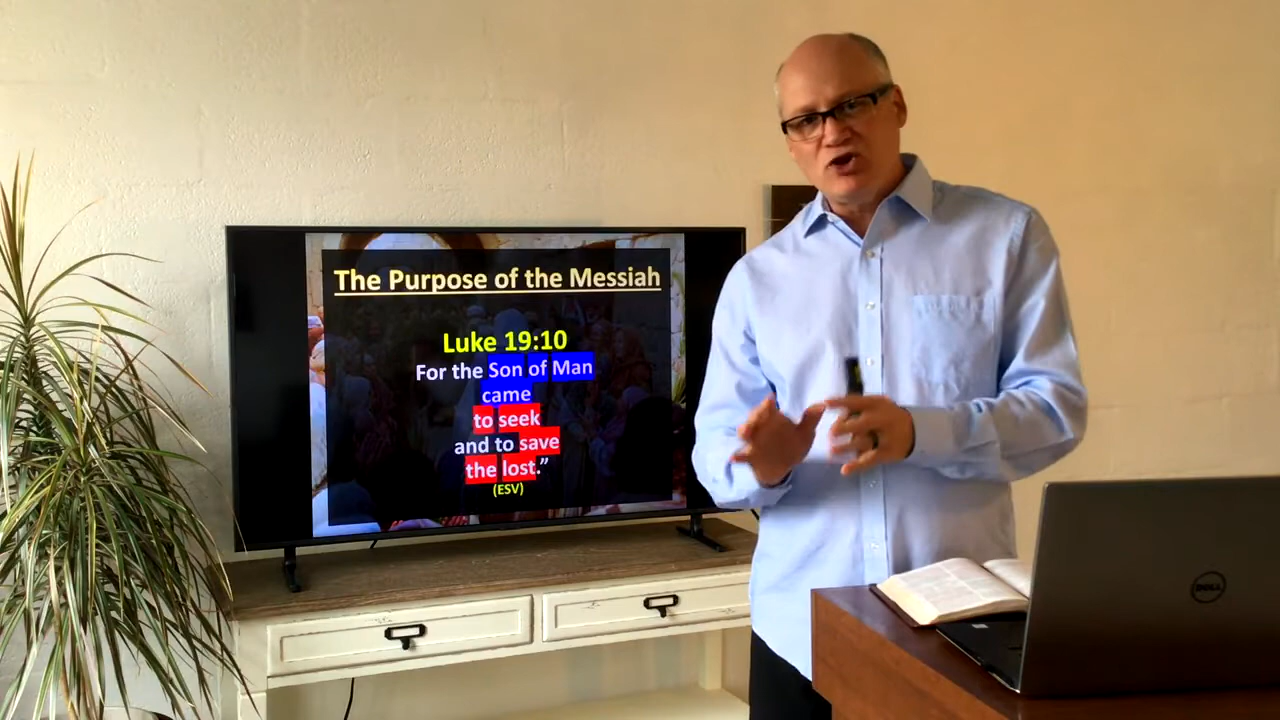 The Purpose of the Messiah
Luke 19:10
For the Son of Man
came
to seek
and to save
the lost.”
(ESV)
DELL